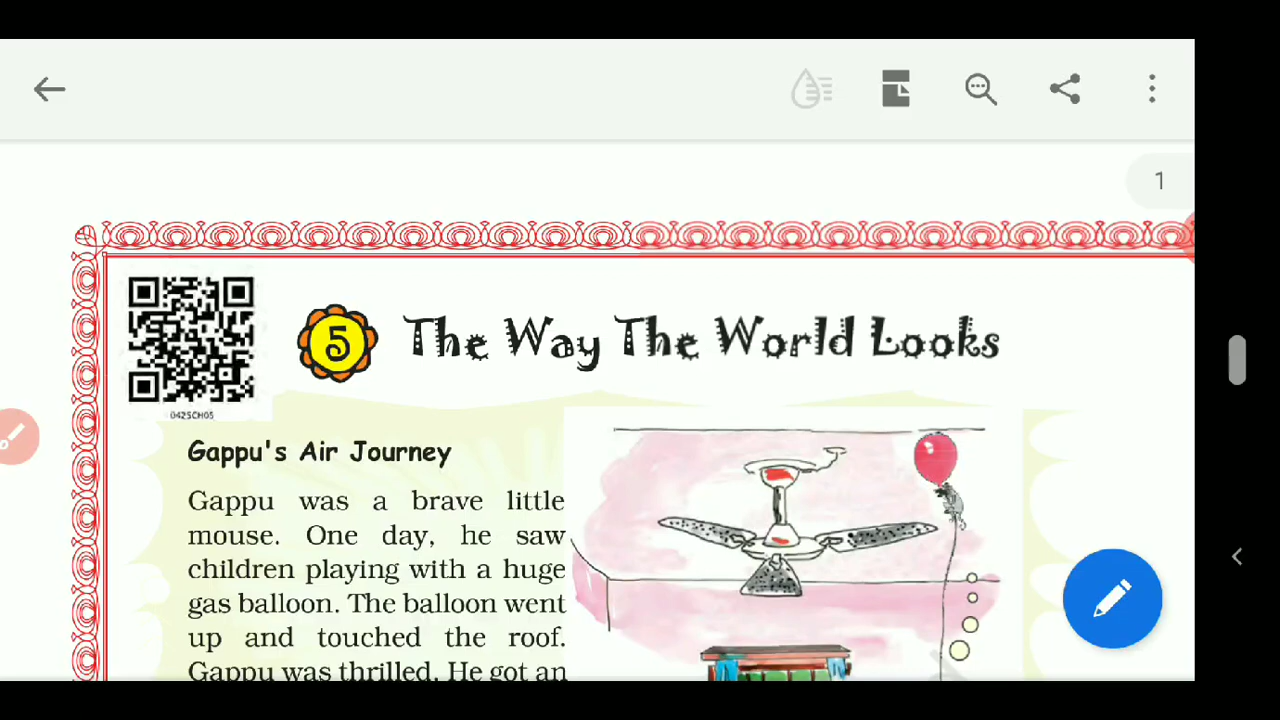 1
0425CH05
5 The Way The World Looks
Gappu's Air Journey
Gappu was a brave little
mouse. One day, he saw
children playing with a huge
gas balloon. The balloon went
up and touched the roof.
Gappu was thrilled. He got an